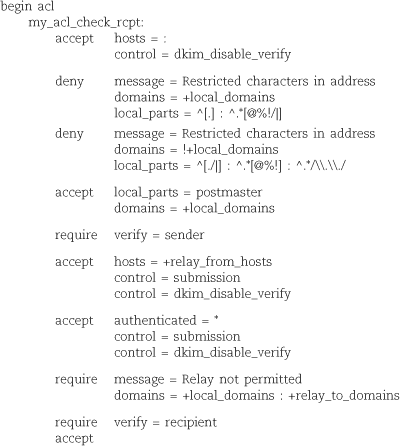 begin acl
my_acl_check_rcpt:
accept hosts = :
control = dkim_disable_verify
deny message = Restricted characters in address
domains = +local_domains
local_parts = ^[.] : ^.*[@%!/|]
deny message = Restricted characters in address
domains = !+local_domains
local_parts = ^[./|] : ^.*[@%!] : ^.*/\\.\\./
accept local_parts = postmaster
domains = +local_domains
require verify = sender
accept hosts = +relay_from_hosts
control = submission
control = dkim_disable_verify
accept authenticated = *
control = submission
control = dkim_disable_verify
require message = Relay not permitted
domains = +local_domains : +relay_to_domains
require verify = recipient
accept